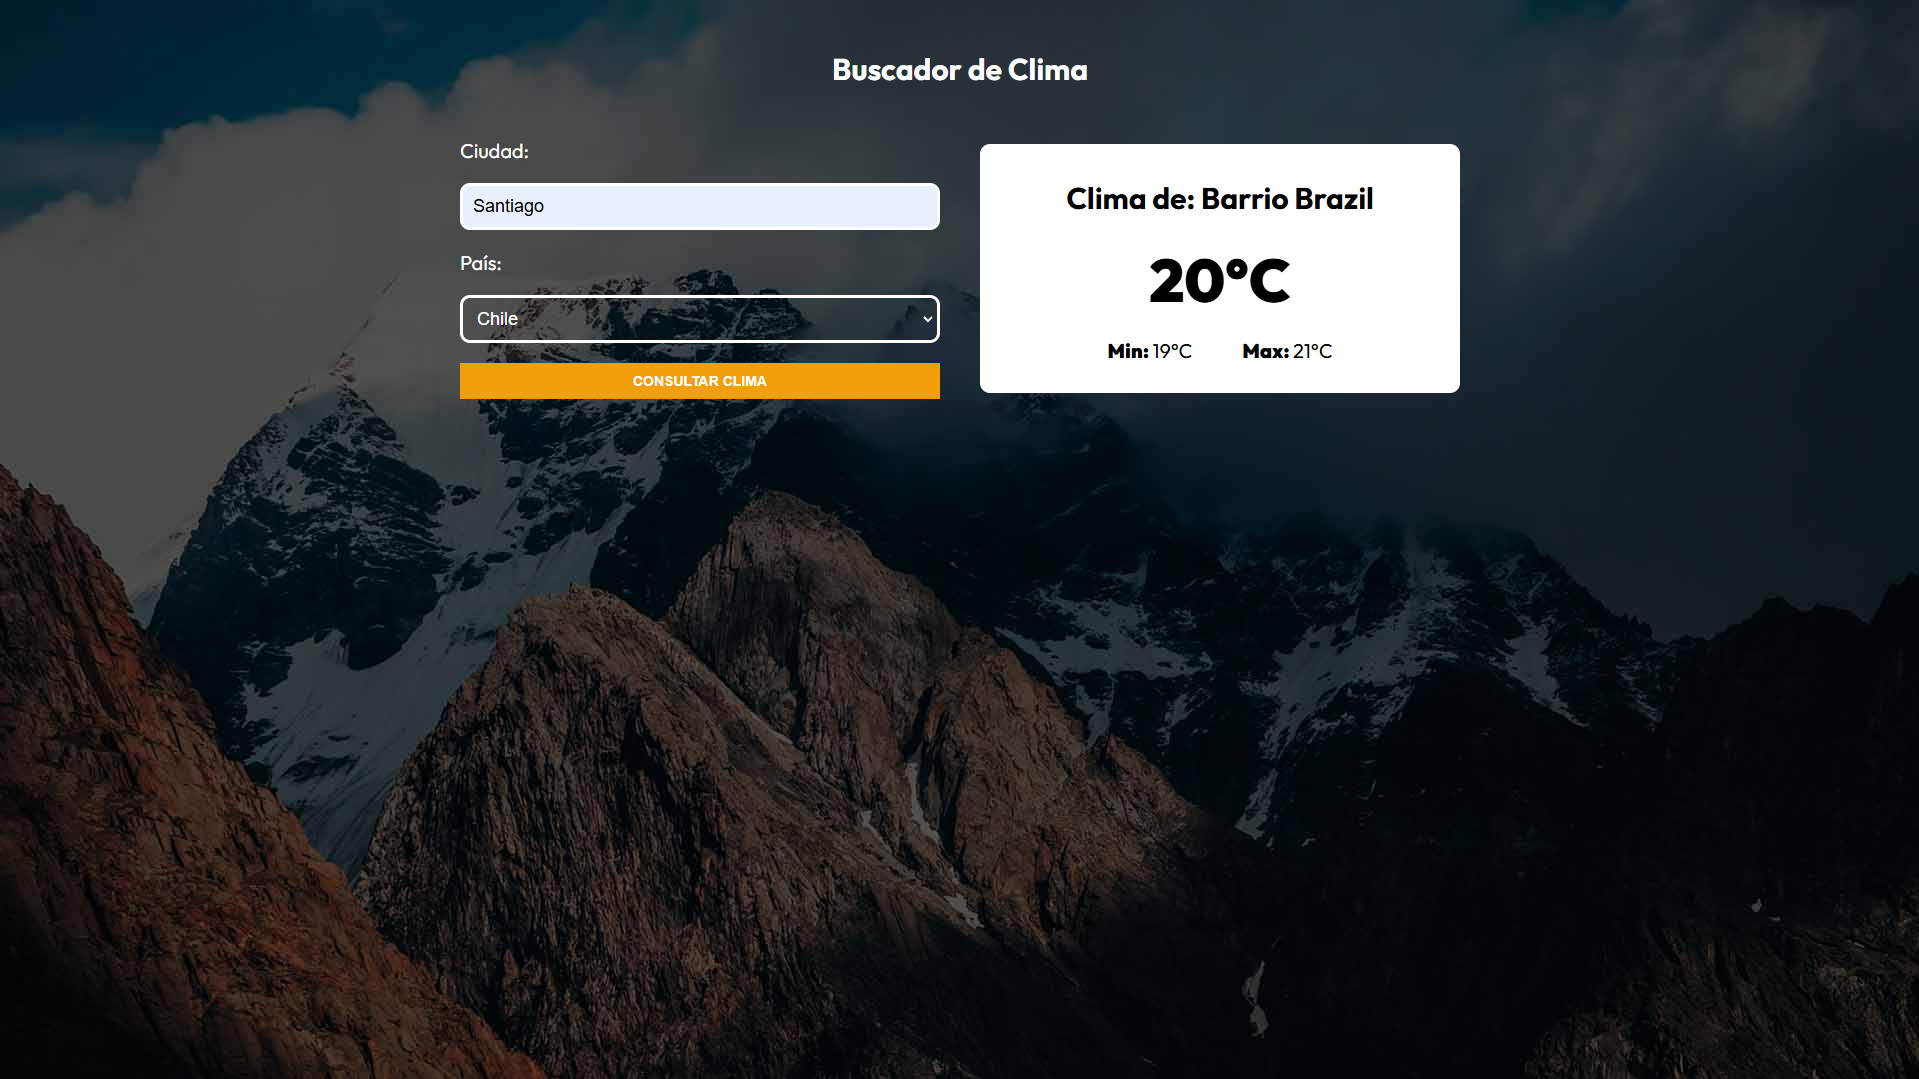 Buscador de Clima
Ciudad:
Santiago
País:
Chile
CONSULTAR CLIMA
Clima de: Barrio Brazil
20°C
Min: 19°C Max: 21°C